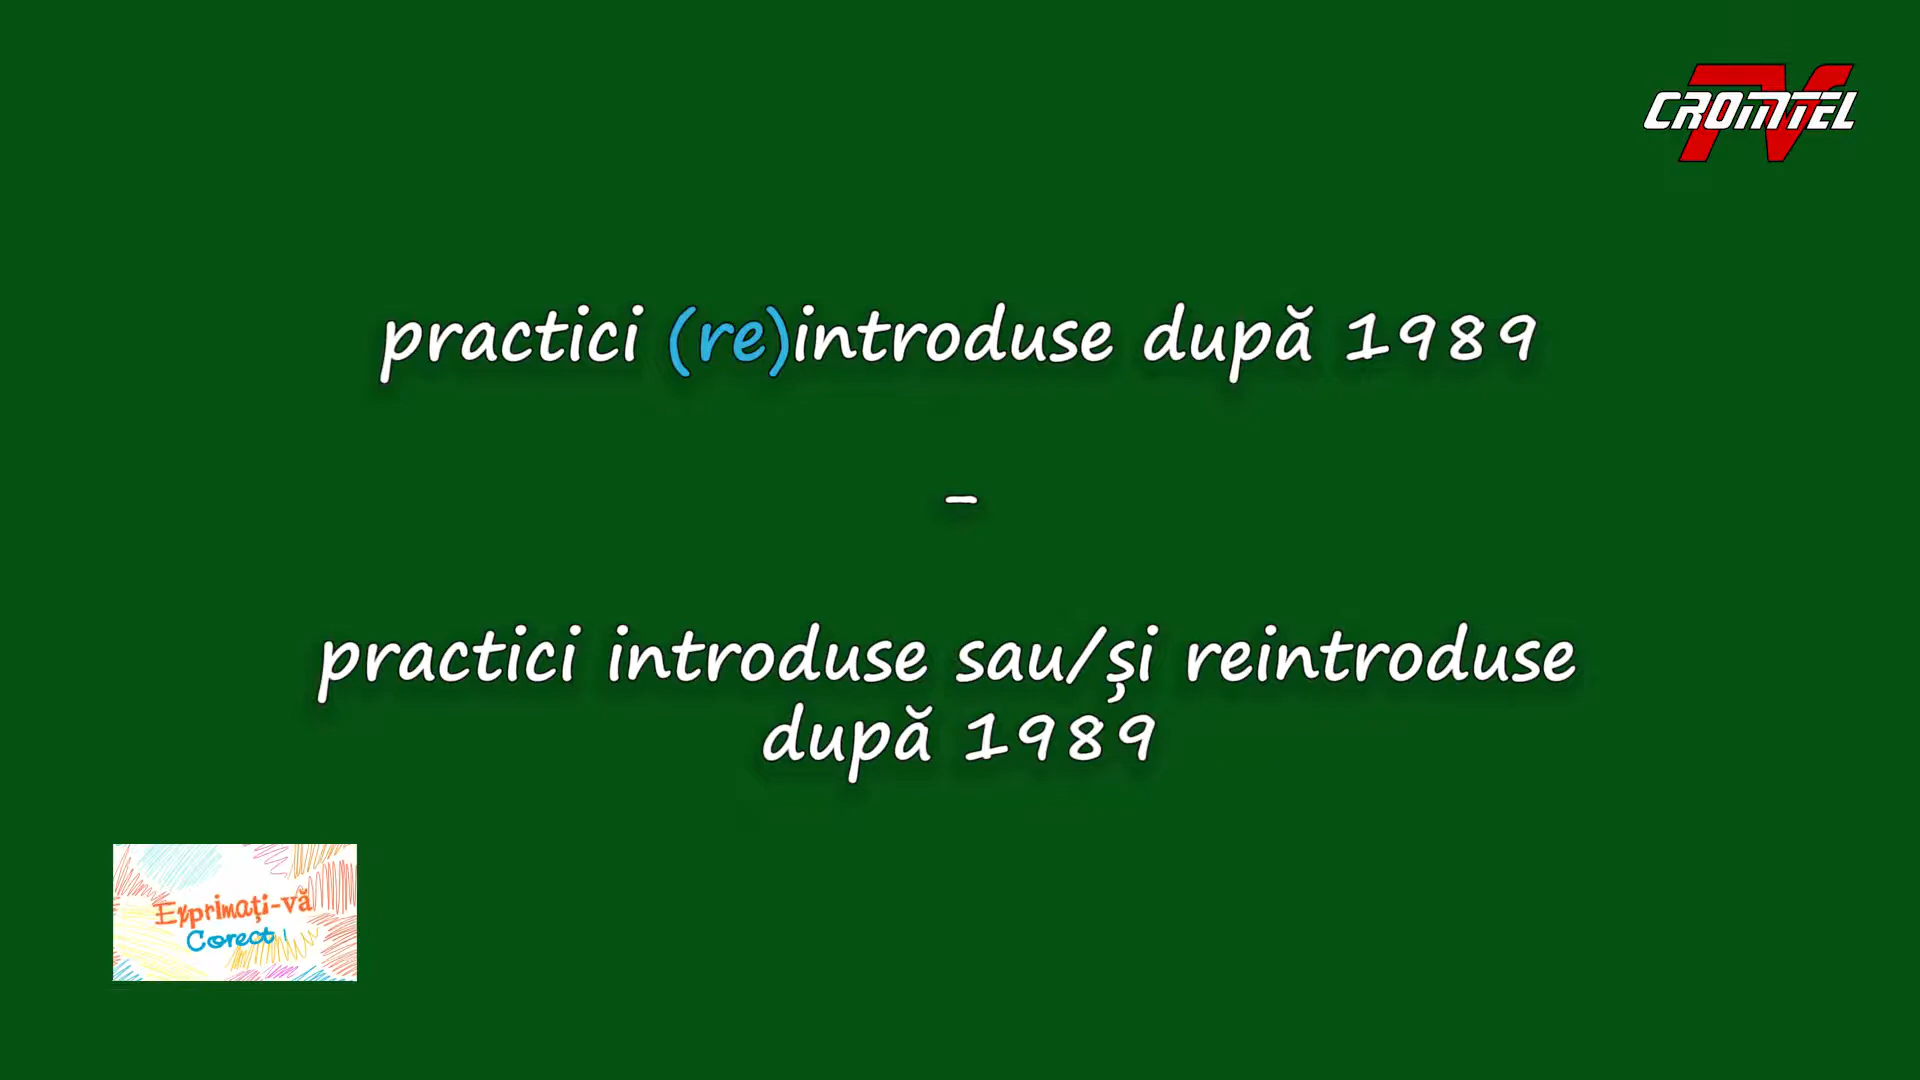 CROMTEL TV
practici (re)introduse după 1989
–
practici introduse sau/și reintroduse
după 1989
Exprimați-vă
Corect !